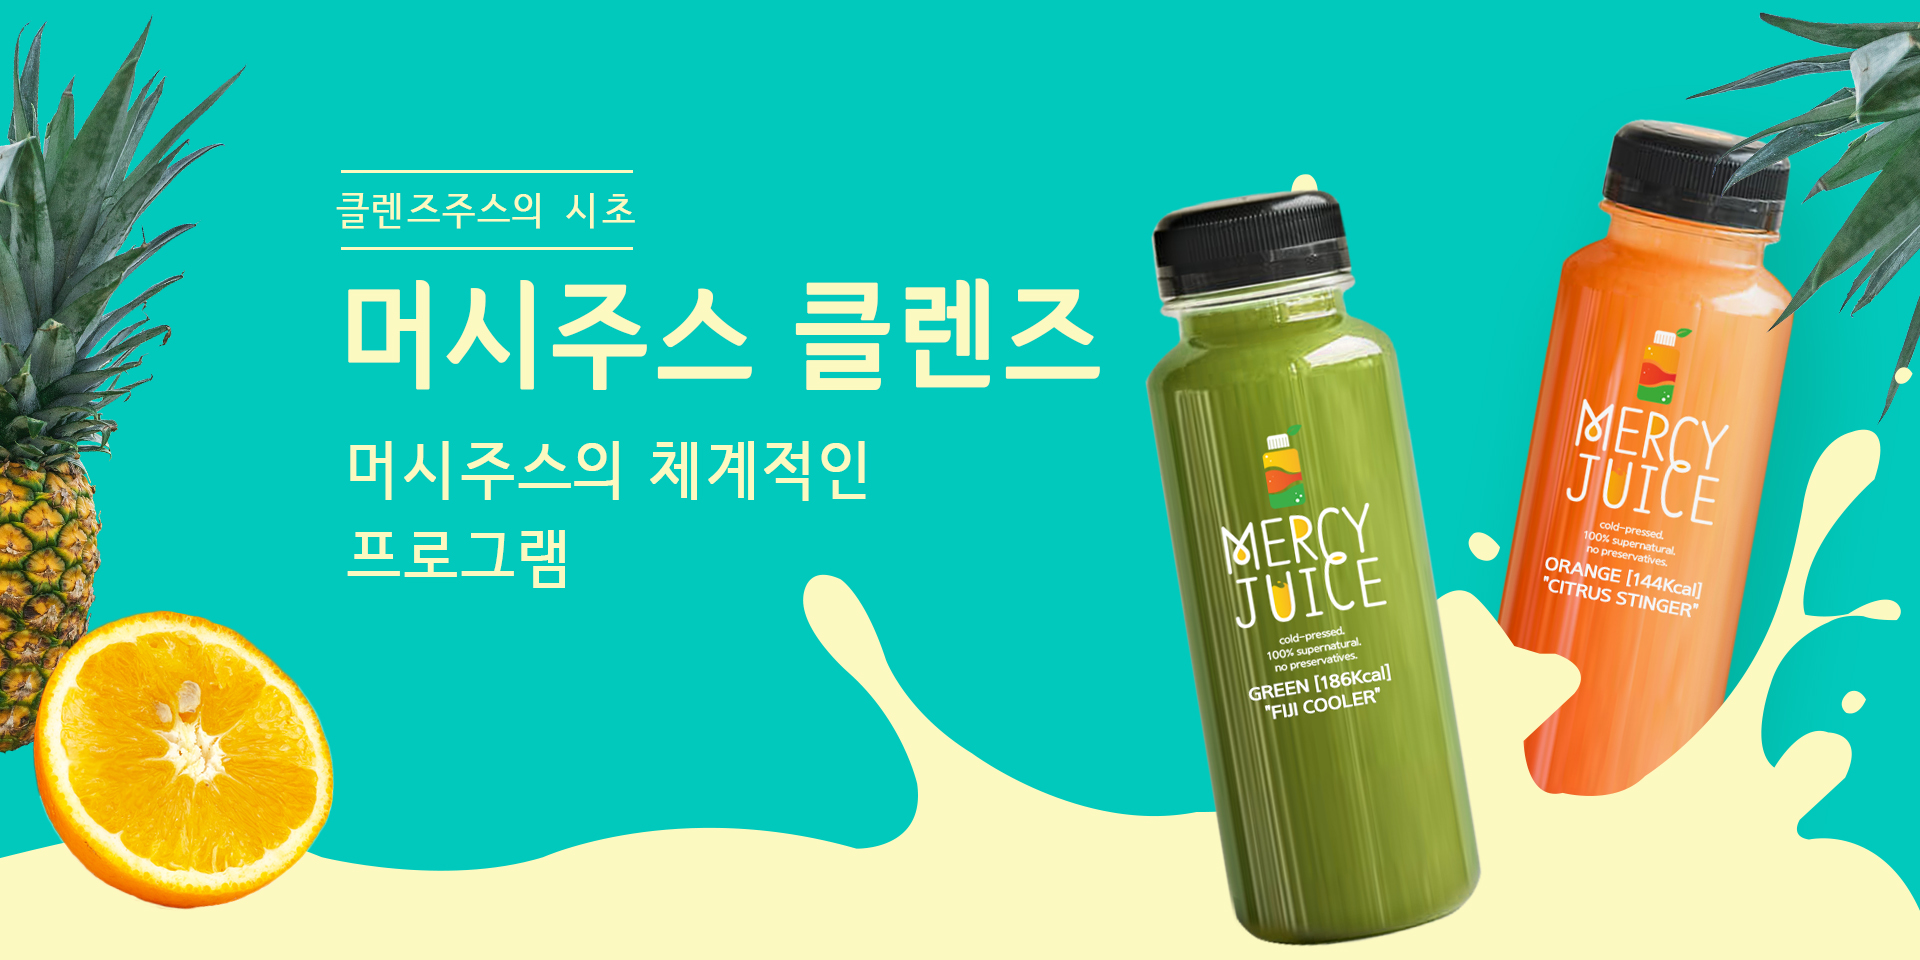 클렌즈주스의 시초
머시주스 클렌즈
머시주스의 체계적인
프로그램
MERCY
JUICE
cold-pressed.
100% supernatural.
no preservatives.
GREEN [186Kcal]
"FIJI COOLER"
MERCY
JUICE
cold-pressed.
100% supernatural.
no preservatives.
ORANGE [144Kcal]
"CITRUS STINGER"